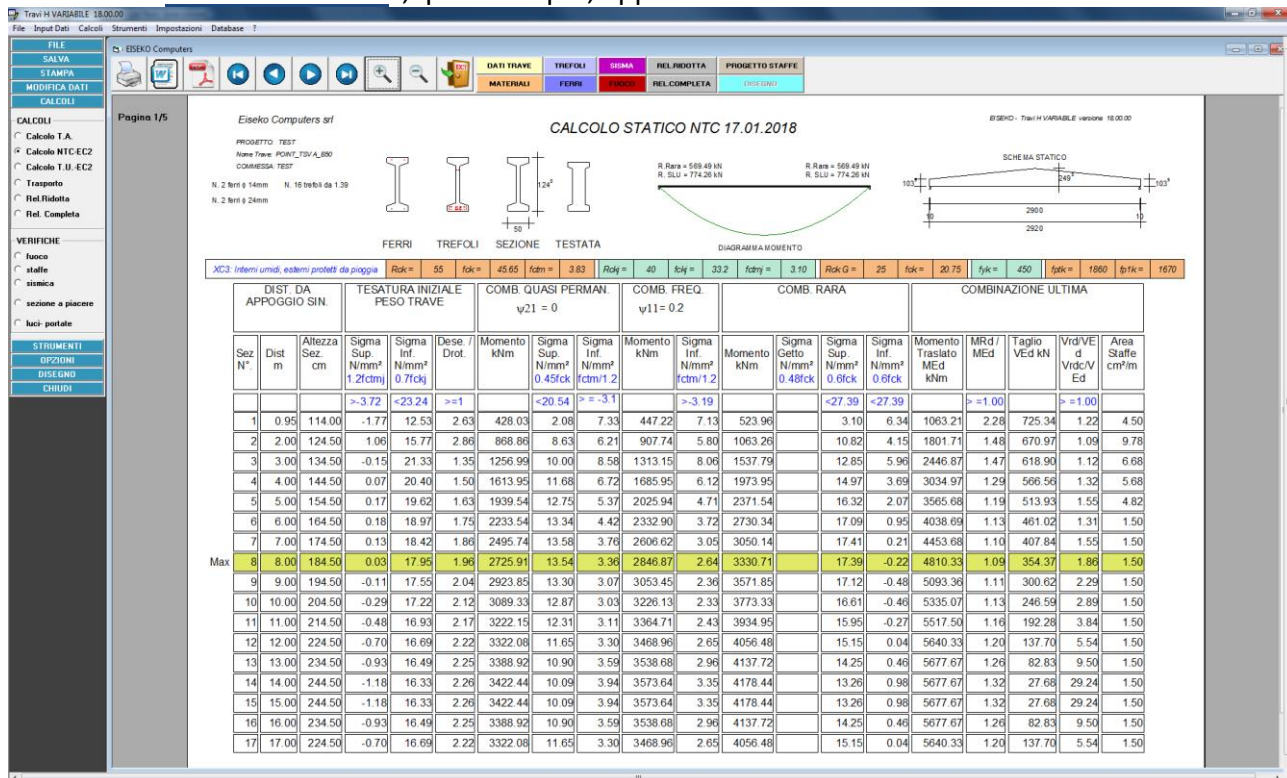 Travi H VARIABILE 18.00.00
File Input Dati Calcoli Strumenti Impostazioni Database ?
FILE
SALVA
STAMPA
MODIFICA DATI
CALCOLI
CALCOLI
Calcolo T.A.
Calcolo NTC-EC2
Calcolo T.U.-EC2
Trasporto
Rel.Ridotta
Rel. Completa
VERIFICHE
fuoco
staffe
sismica
sezione a piacere
luci- portate
STRUMENTI
OPZIONI
DISEGNO
CHIUDI
EISEKO Computers
DATI TRAVE TREFOLI SISMA REL.RIDOTTA PROGETTO STAFFE
MATERIALI FERRI FUOCO REL.COMPLETA DISEGNO
Pagina 1/5
Eiseko Computers srl
CALCOLO STATICO NTC 17.01.2018
EISEKO - Travi H VARIABILE versione 18.00.00
PROGETTO: TEST
Nome Trave: POINT_TSV A_B50
COMMESSA: TEST
N. 2 ferri ϕ 14mm N. 16 trefoli da 1.39
N. 2 ferri ϕ 24mm
124⁵
50
FERRI TREFOLI SEZIONE TESTATA
R.Rara = 569.49 kN R.Rara = 569.49 kN
R. SLU = 774.26 kN R. SLU = 774.26 kN
DIAGRAMMA MOMENTO
SCHEMA STATICO
103⁵ 249⁵ 103⁵
2900
10 10
2920
XC3: Interni umidi, esterni protetti da pioggia Rck = 55 fck = 45.65 fctm = 3.83 Rckj = 40 fckj = 33.2 fctmj = 3.10 Rck G = 25 fck = 20.75 fyk = 450 fptk = 1860 fp1k = 1670
DIST. DA APPOGGIO SIN. TESATURA INIZIALE PESO TRAVE COMB. QUASI PERMAN. ψ21 = 0 COMB. FREQ. ψ11= 0.2 COMB. RARA COMBINAZIONE ULTIMA
Sez N°. Dist m Altezza Sez. cm Sigma Sup. N/mm² 1.2fctmj Sigma Inf. N/mm² 0.7fckj Dese. / Drot. Momento kNm Sigma Sup. N/mm² 0.45fck Sigma Inf. N/mm² fctm/1.2 Momento kNm Sigma Inf. N/mm² fctm/1.2 Momento kNm Sigma Getto N/mm² 0.48fck Sigma Sup. N/mm² 0.6fck Sigma Inf. N/mm² 0.6fck Momento Traslato MEd kNm MRd / MEd Taglio VEd kN Vrd/VE d Vrdc/V Ed Area Staffe cm²/m
>-3.72 <23.24 >=1 <20.54 > = -3.1 >-3.19 <27.39 <27.39 > =1.00 > =1.00
1 0.95 114.00 -1.77 12.53 2.63 428.03 2.08 7.33 447.22 7.13 523.96 3.10 6.34 1063.21 2.28 725.34 1.22 4.50
2 2.00 124.50 1.06 15.77 2.86 868.86 8.63 6.21 907.74 5.80 1063.26 10.82 4.15 1801.71 1.48 670.97 1.09 9.78
3 3.00 134.50 -0.15 21.33 1.35 1256.99 10.00 8.58 1313.15 8.06 1537.79 12.85 5.96 2446.87 1.47 618.90 1.12 6.68
4 4.00 144.50 0.07 20.40 1.50 1613.95 11.68 6.72 1685.95 6.12 1973.95 14.97 3.69 3034.97 1.29 566.56 1.32 5.68
5 5.00 154.50 0.17 19.62 1.63 1939.54 12.75 5.37 2025.94 4.71 2371.54 16.32 2.07 3565.68 1.19 513.93 1.55 4.82
6 6.00 164.50 0.18 18.97 1.75 2233.54 13.34 4.42 2332.90 3.72 2730.34 17.09 0.95 4038.69 1.13 461.02 1.31 1.50
7 7.00 174.50 0.13 18.42 1.86 2495.74 13.58 3.76 2606.62 3.05 3050.14 17.41 0.21 4453.68 1.10 407.84 1.55 1.50
Max 8 8.00 184.50 0.03 17.95 1.96 2725.91 13.54 3.36 2846.87 2.64 3330.71 17.39 -0.22 4810.33 1.09 354.37 1.86 1.50
9 9.00 194.50 -0.11 17.55 2.04 2923.85 13.30 3.07 3053.45 2.36 3571.85 17.12 -0.48 5093.36 1.11 300.62 2.29 1.50
10 10.00 204.50 -0.29 17.22 2.12 3089.33 12.87 3.03 3226.13 2.33 3773.33 16.61 -0.46 5335.07 1.13 246.59 2.89 1.50
11 11.00 214.50 -0.48 16.93 2.17 3222.15 12.31 3.11 3364.71 2.43 3934.95 15.95 -0.27 5517.50 1.16 192.28 3.84 1.50
12 12.00 224.50 -0.70 16.69 2.22 3322.08 11.65 3.30 3468.96 2.65 4056.48 15.15 0.04 5640.33 1.20 137.70 5.54 1.50
13 13.00 234.50 -0.93 16.49 2.25 3388.92 10.90 3.59 3538.68 2.96 4137.72 14.25 0.46 5677.67 1.26 82.83 9.50 1.50
14 14.00 244.50 -1.18 16.33 2.26 3422.44 10.09 3.94 3573.64 3.35 4178.44 13.26 0.98 5677.67 1.32 27.68 29.24 1.50
15 15.00 244.50 -1.18 16.33 2.26 3422.44 10.09 3.94 3573.64 3.35 4178.44 13.26 0.98 5677.67 1.32 27.68 29.24 1.50
16 16.00 234.50 -0.93 16.49 2.25 3388.92 10.90 3.59 3538.68 2.96 4137.72 14.25 0.46 5677.67 1.26 82.83 9.50 1.50
17 17.00 224.50 -0.70 16.69 2.22 3322.08 11.65 3.30 3468.96 2.65 4056.48 15.15 0.04 5640.33 1.20 137.70 5.54 1.50